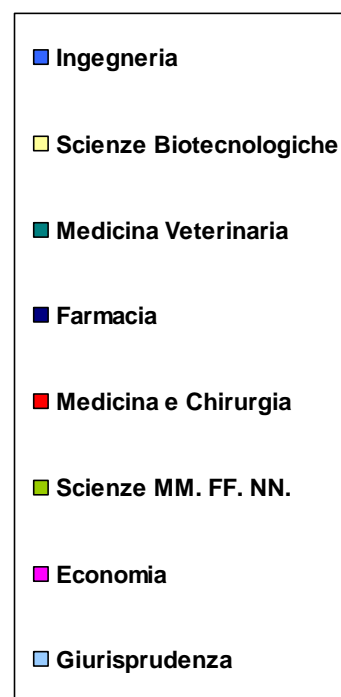 Ingegneria
Scienze Biotecnologiche
Medicina Veterinaria
Farmacia
Medicina e Chirurgia
Scienze MM. FF. NN.
Economia
Giurisprudenza